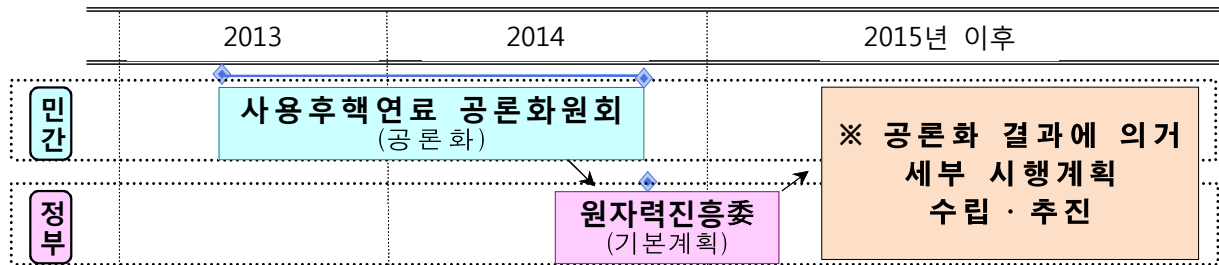 2013
2014
2015년 이후
민간
사용후핵연료 공론화원회
(공론화)
※ 공론화 결과에 의거
세부 시행계획
수립 · 추진
정부
원자력진흥委
(기본계획)